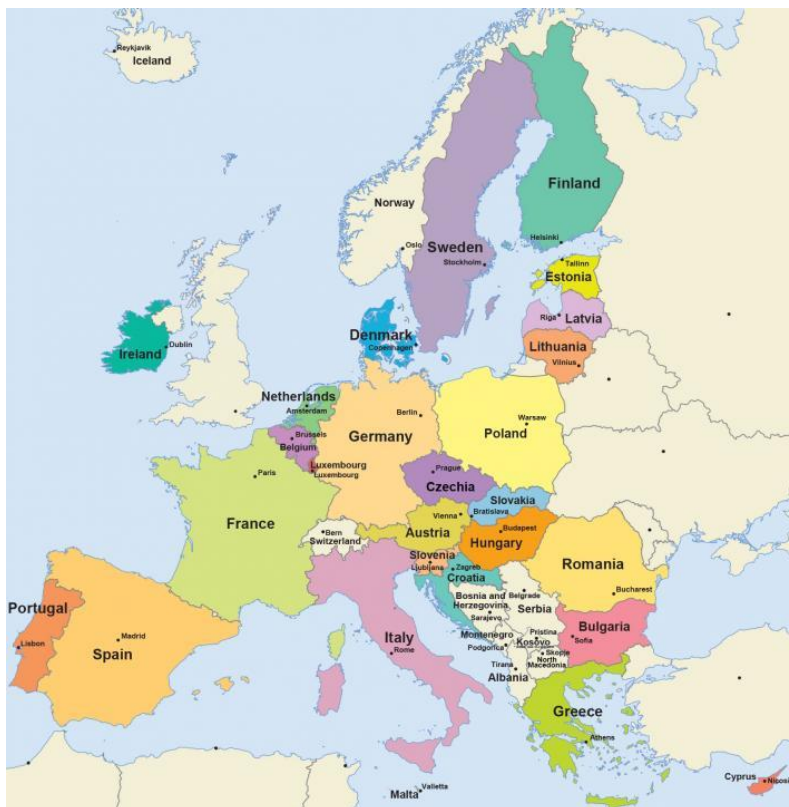 Reykjavik
Iceland
Finland
Norway
Helsinki
Oslo
Sweden
Stockholm
Tallinn
Estonia
Riga
Latvia
Denmark
Copenhagen
Lithuania
Vilnius
Ireland
Dublin
Netherlands
Amsterdam
Berlin
Warsaw
Germany
Poland
Brussels
Belgium
Luxembourg
Luxembourg
Paris
Prague
Czechia
Slovakia
Bratislava
Vienna
Austria
France
Budapest
Hungary
Bern
Switzerland
Slovenia
Ljubljana
Zagreb
Croatia
Romania
Bucharest
Bosnia and
Herzegovina
Sarajevo
Belgrade
Serbia
Portugal
Lisbon
Madrid
Spain
Italy
Rome
Montenegro
Podgorica
Pristina
Kosovo
Bulgaria
Sofia
Skopje
North
Macedonia
Tirana
Albania
Greece
Athens
Malta
Valletta
Cyprus
Nicosi